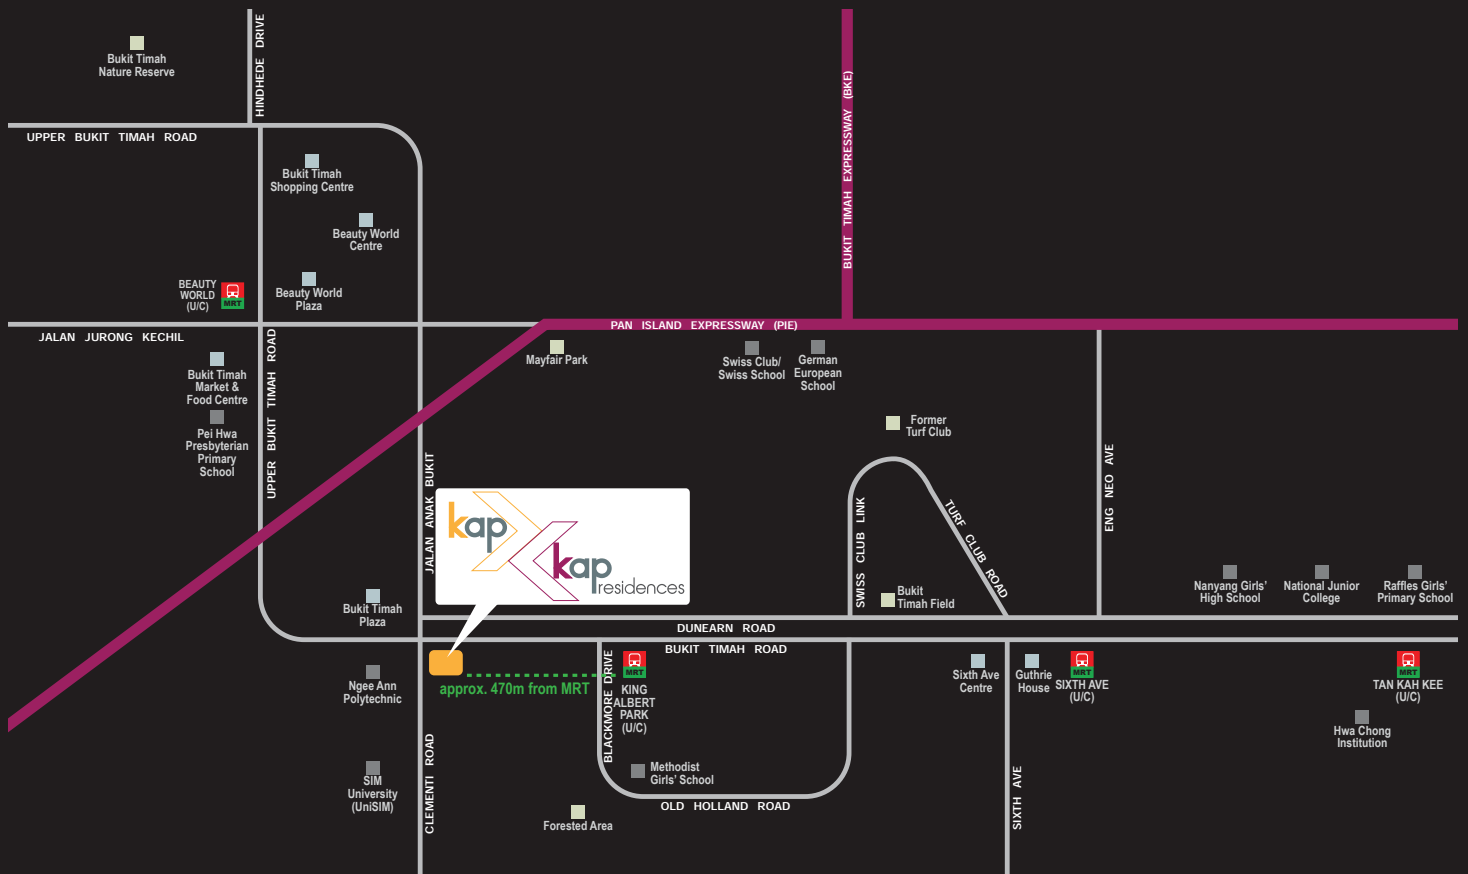 HINDHEDE DRIVE
Bukit Timah
Nature Reserve
UPPER BUKIT TIMAH ROAD
Bukit Timah
Shopping Centre
Beauty World
Centre
BEAUTY
WORLD
(U/C)
MRT
Beauty World
Plaza
BUKIT TIMAH EXPRESSWAY (BKE)
PAN ISLAND EXPRESSWAY (PIE)
JALAN JURONG KECHIL
UPPER BUKIT TIMAH ROAD
Bukit Timah
Market &
Food Centre
Pei Hwa
Presbyterian
Primary
School
Mayfair Park
Swiss Club/
Swiss School
German
European
School
Former
Turf Club
JALAN ANAK BUKIT
kap
kap
residences
SWISS CLUB LINK
TURF CLUB ROAD
ENG NEO AVE
Bukit
Timah Field
Nanyang Girls'
High School
National Junior
College
Raffles Girls'
Primary School
Bukit Timah
Plaza
DUNEARN ROAD
BUKIT TIMAH ROAD
Ngee Ann
Polytechnic
approx. 470m from MRT
BLACKMORE DRIVE
MRT
KING
ALBERT
PARK
(U/C)
Sixth Ave
Centre
Guthrie
House
MRT
SIXTH AVE
(U/C)
MRT
TAN KAH KEE
(U/C)
Hwa Chong
Institution
SIM
University
(UniSIM)
CLEMENTI ROAD
Methodist
Girls' School
OLD HOLLAND ROAD
Forested Area
SIXTH AVE